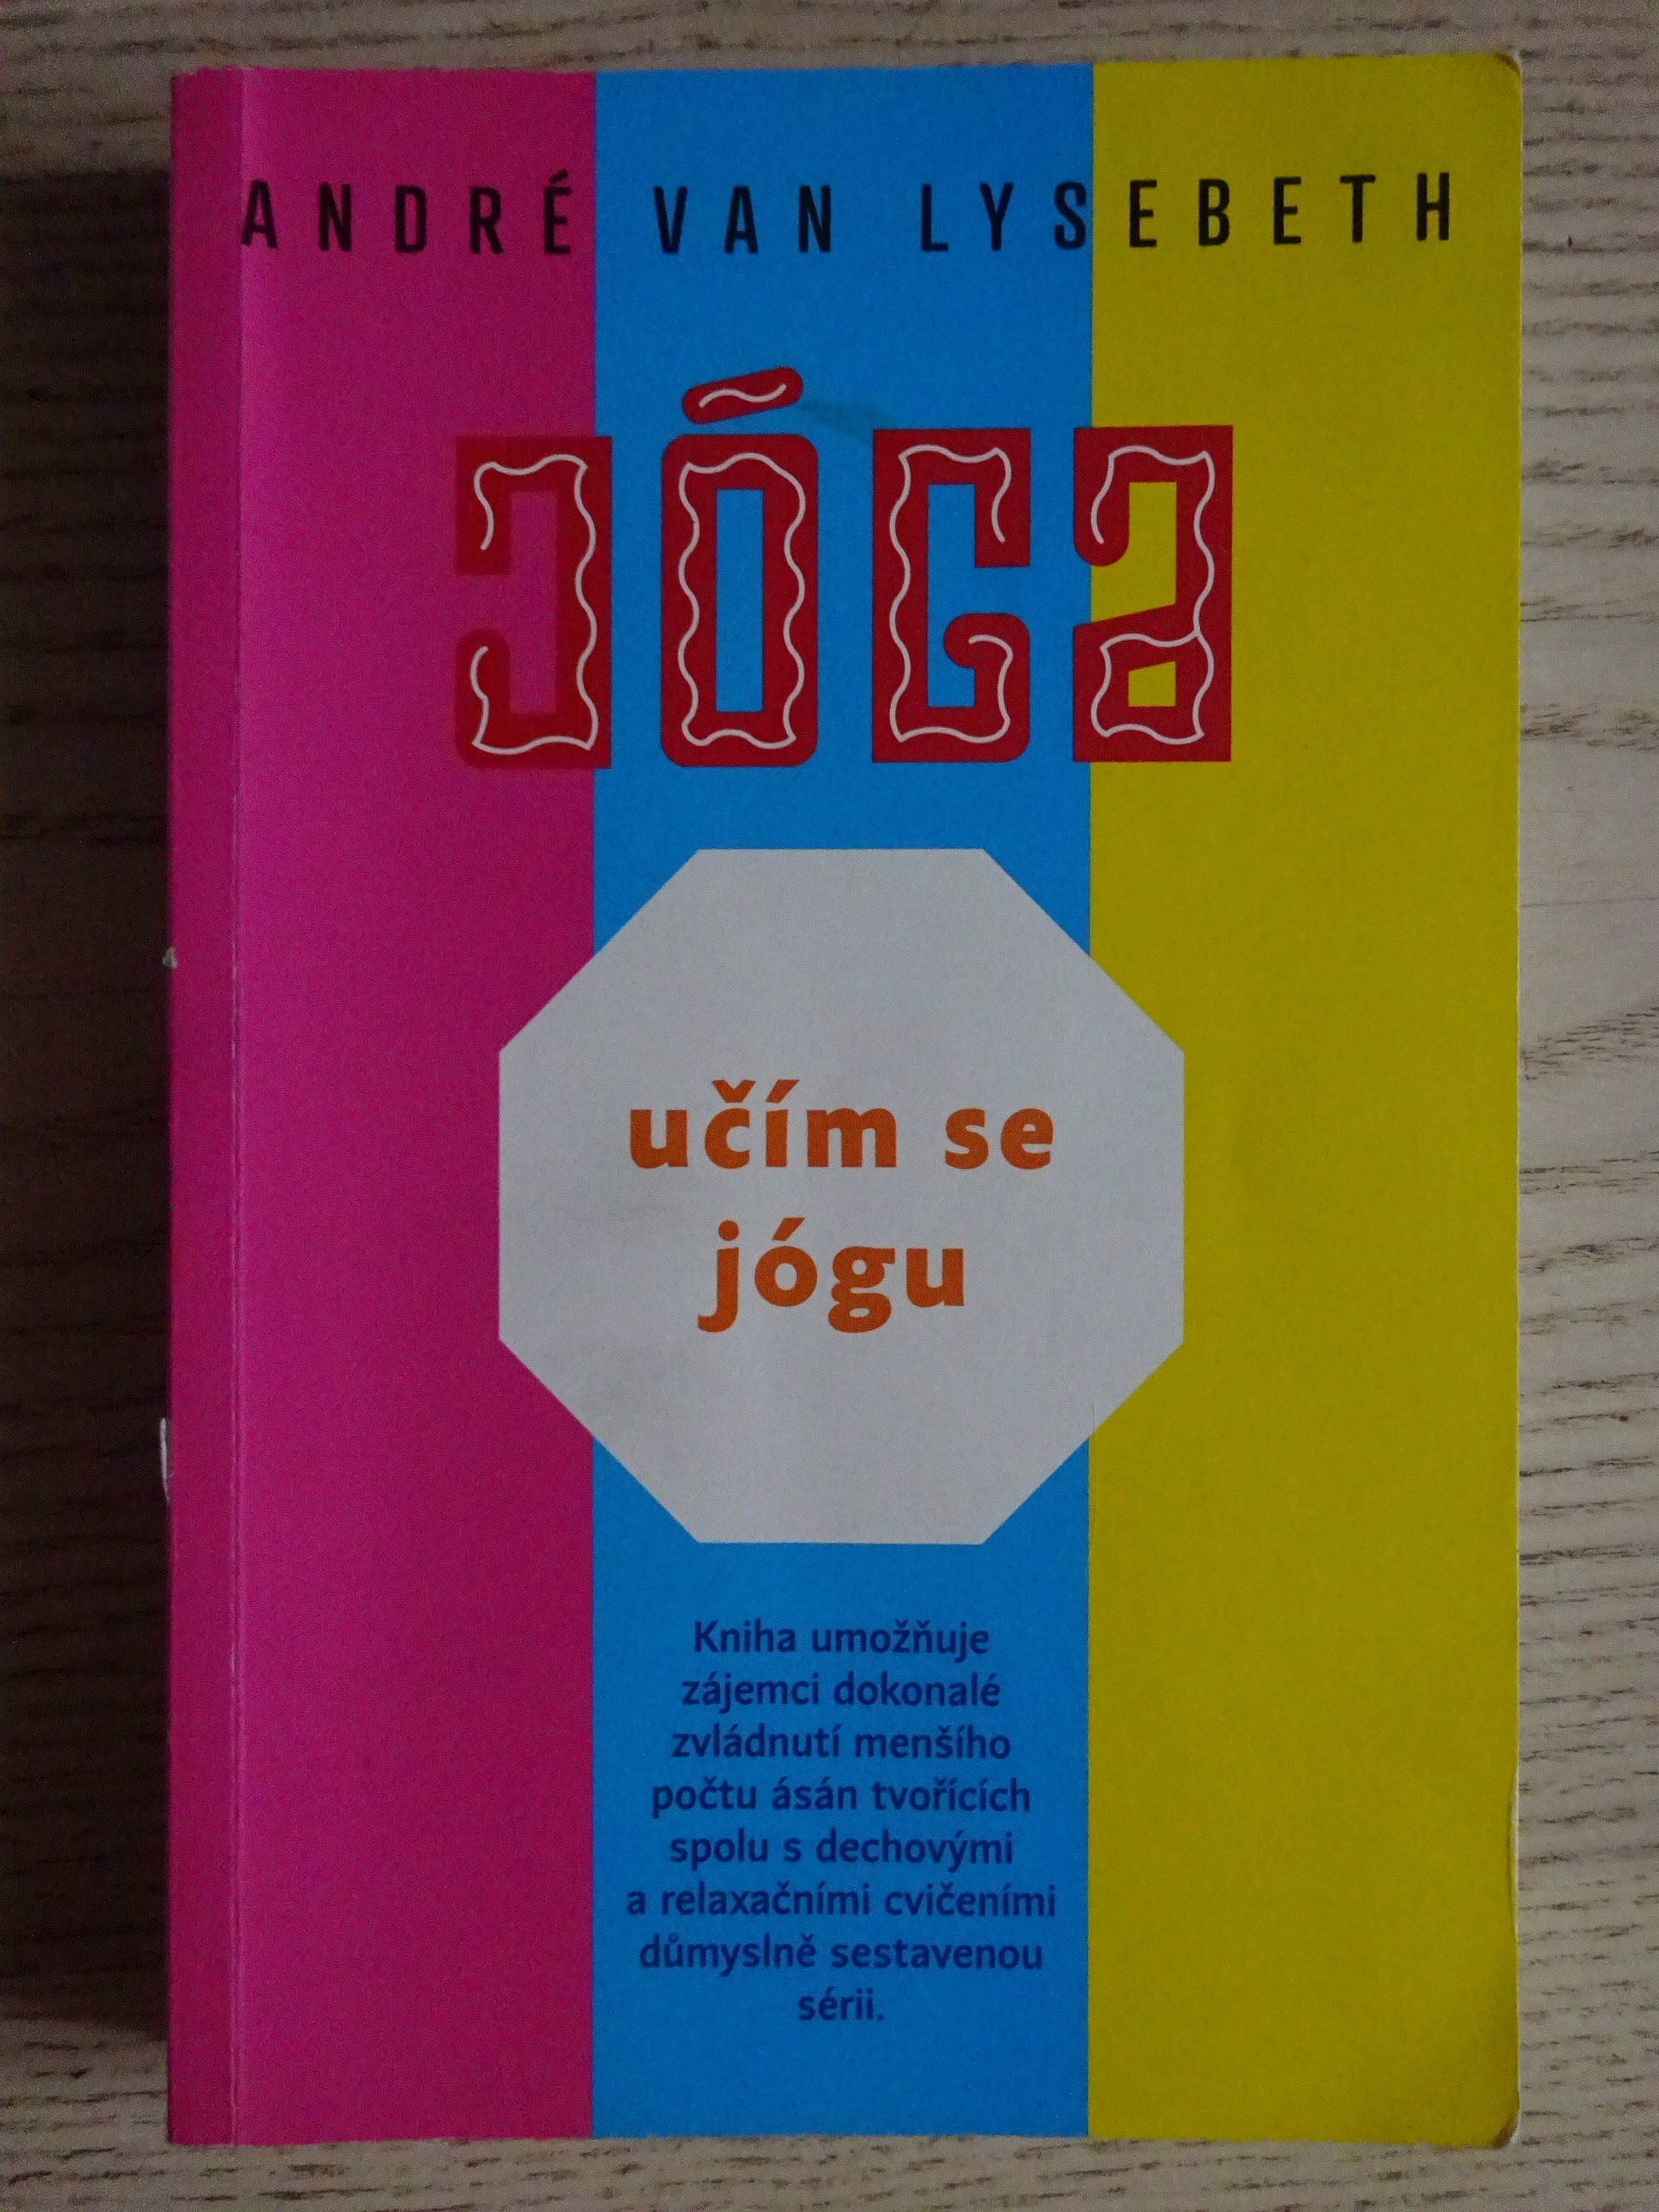 ANDRÉ VAN LYSEBETH
JÓGa
učím se
jógu
Kniha umožňuje
zájemci dokonalé
zvládnutí menšího
počtu ásán tvořících
spolu s dechovými
a relaxačními cvičeními
důmyslně sestavenou
sérii.